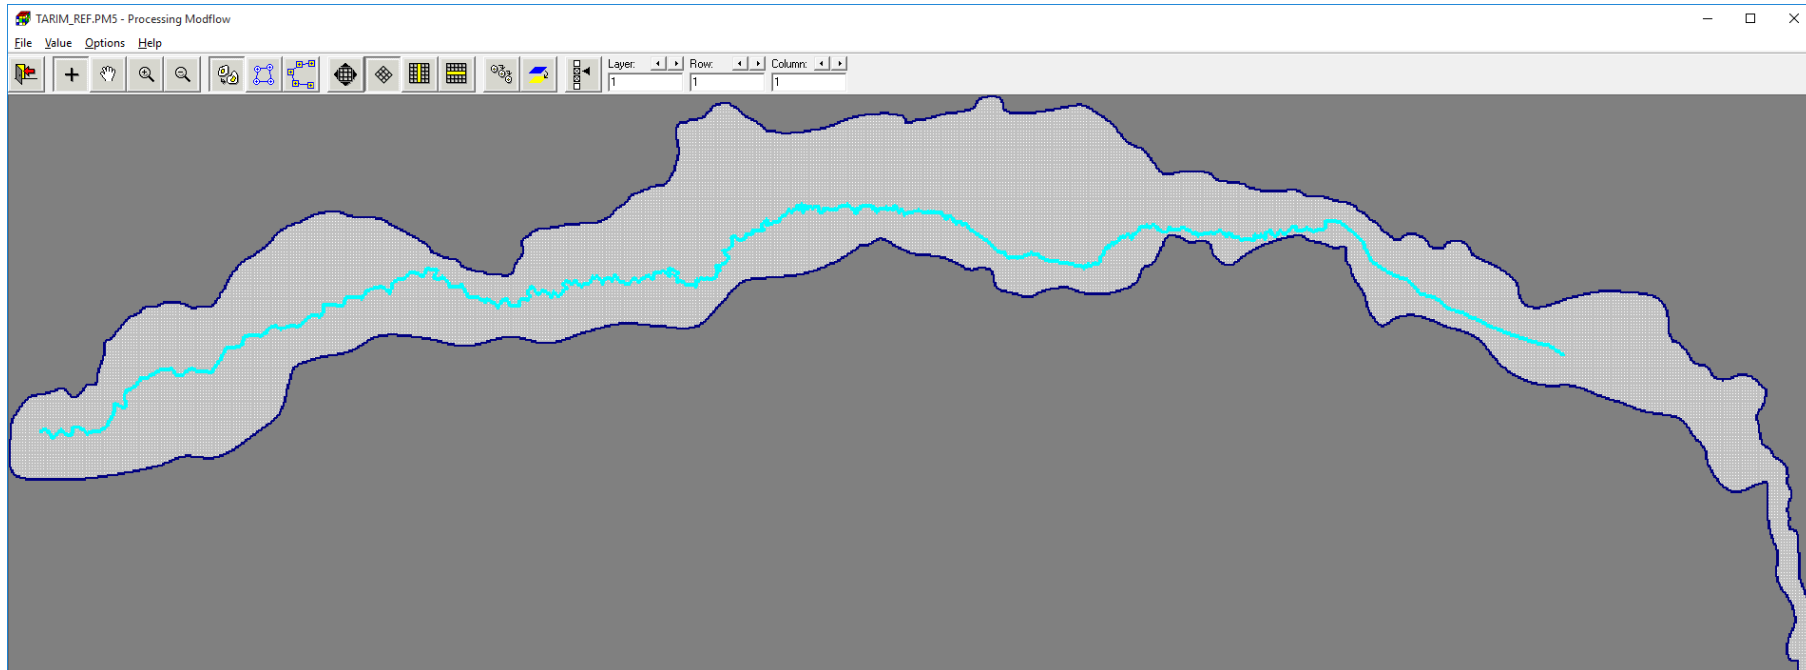 TARIM_REF.PM5 - Processing Modflow
File Value Options Help
Layer: Row: Column:
1 1 1